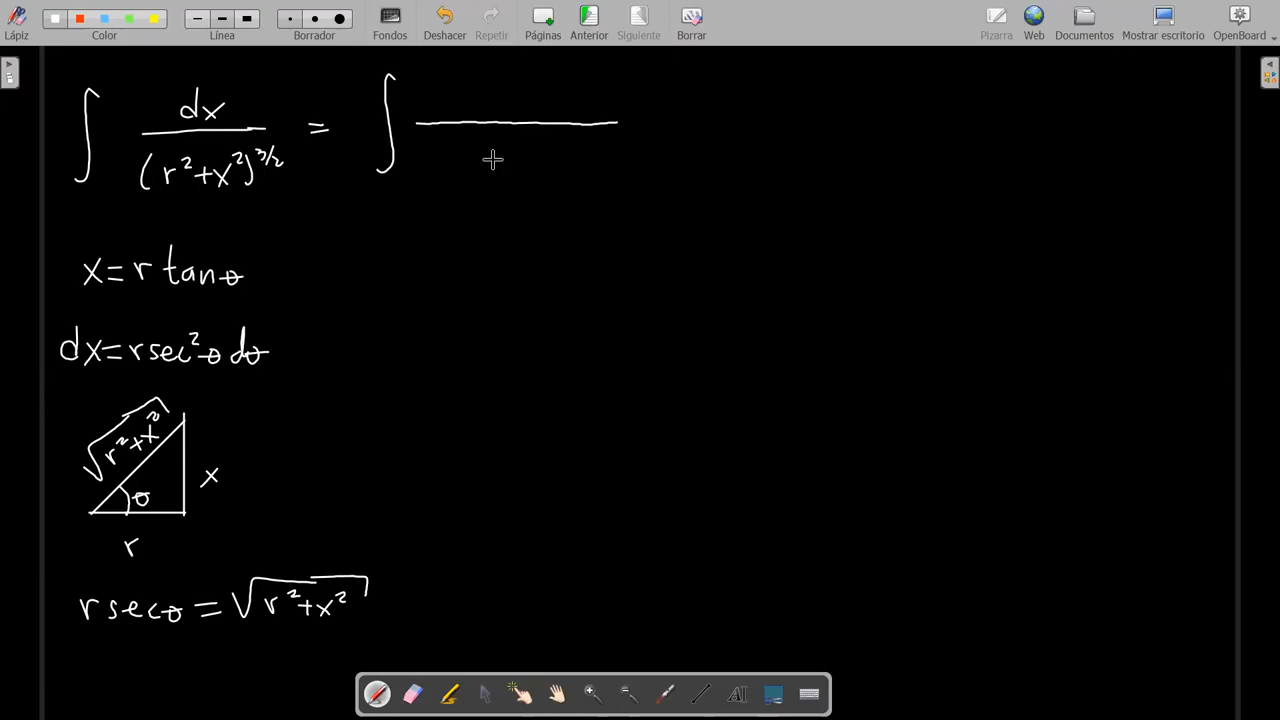 Lápiz Color Línea Borrador Fondos Deshacer Repetir Páginas Anterior Siguiente Borrar Pizarra Web Documentos Mostrar escritorio OpenBoard
∫ dx / (r²+x²)^3/2 = ∫
x=r tanθ
dx=r sec²θ dθ
√r²+x²
θ
x
r
r secθ = √r²+x²
AI